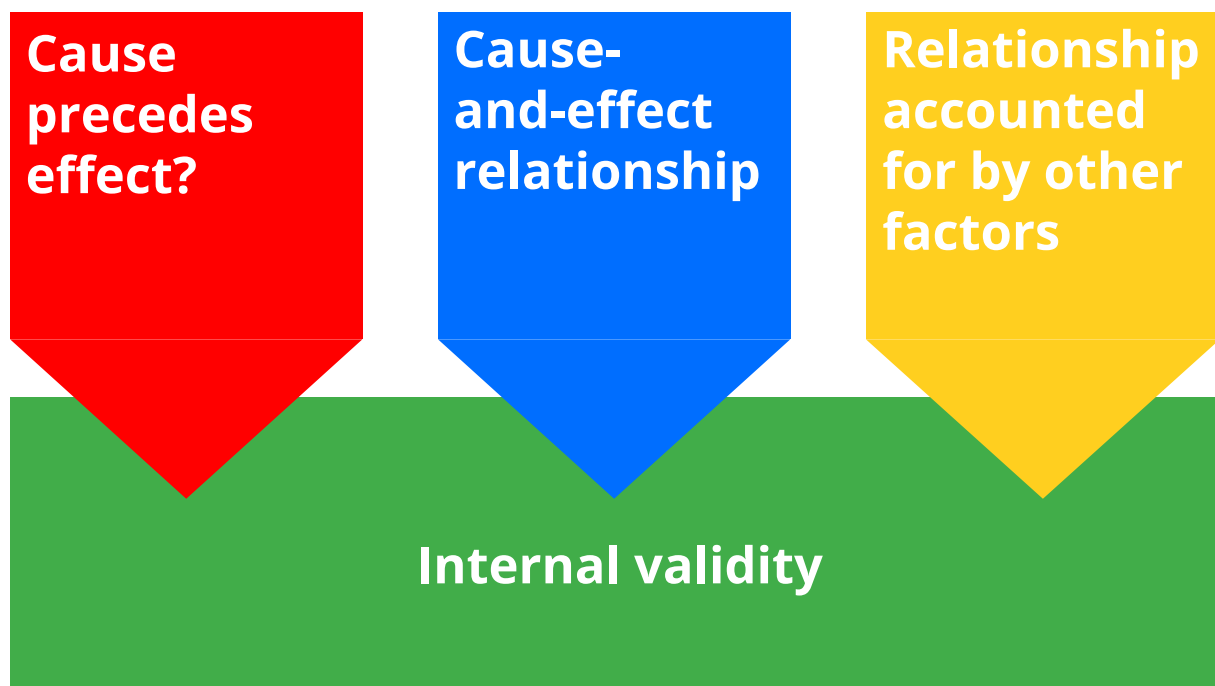 Cause
precedes
effect?
Cause-
and-effect
relationship
Relationship
accounted
for by other
factors
Internal validity